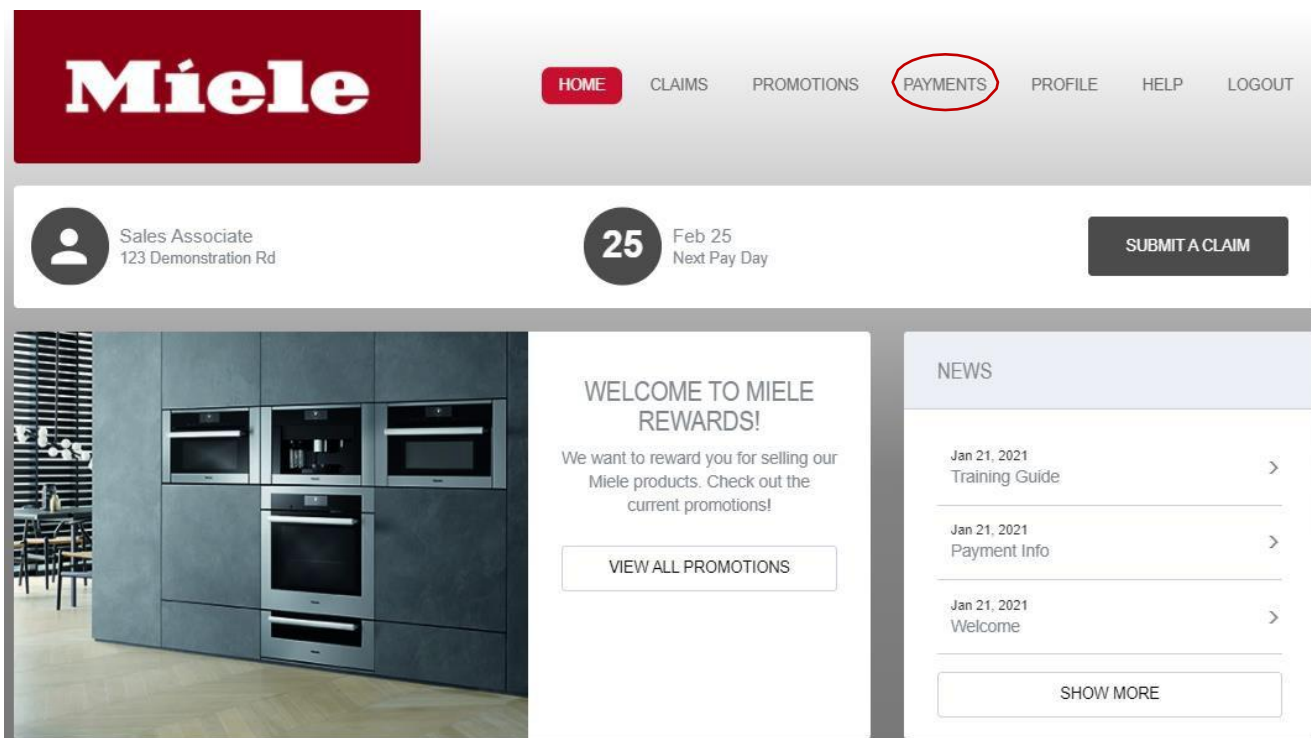 Miele
HOME CLAIMS PROMOTIONS PAYMENTS PROFILE HELP LOGOUT
Sales Associate
123 Demonstration Rd
25
Feb 25
Next Pay Day
SUBMIT A CLAIM
WELCOME TO MIELE
REWARDS!
We want to reward you for selling our
Miele products. Check out the
current promotions!
VIEW ALL PROMOTIONS
NEWS
Jan 21, 2021
Training Guide
Jan 21, 2021
Payment Info
Jan 21, 2021
Welcome
SHOW MORE